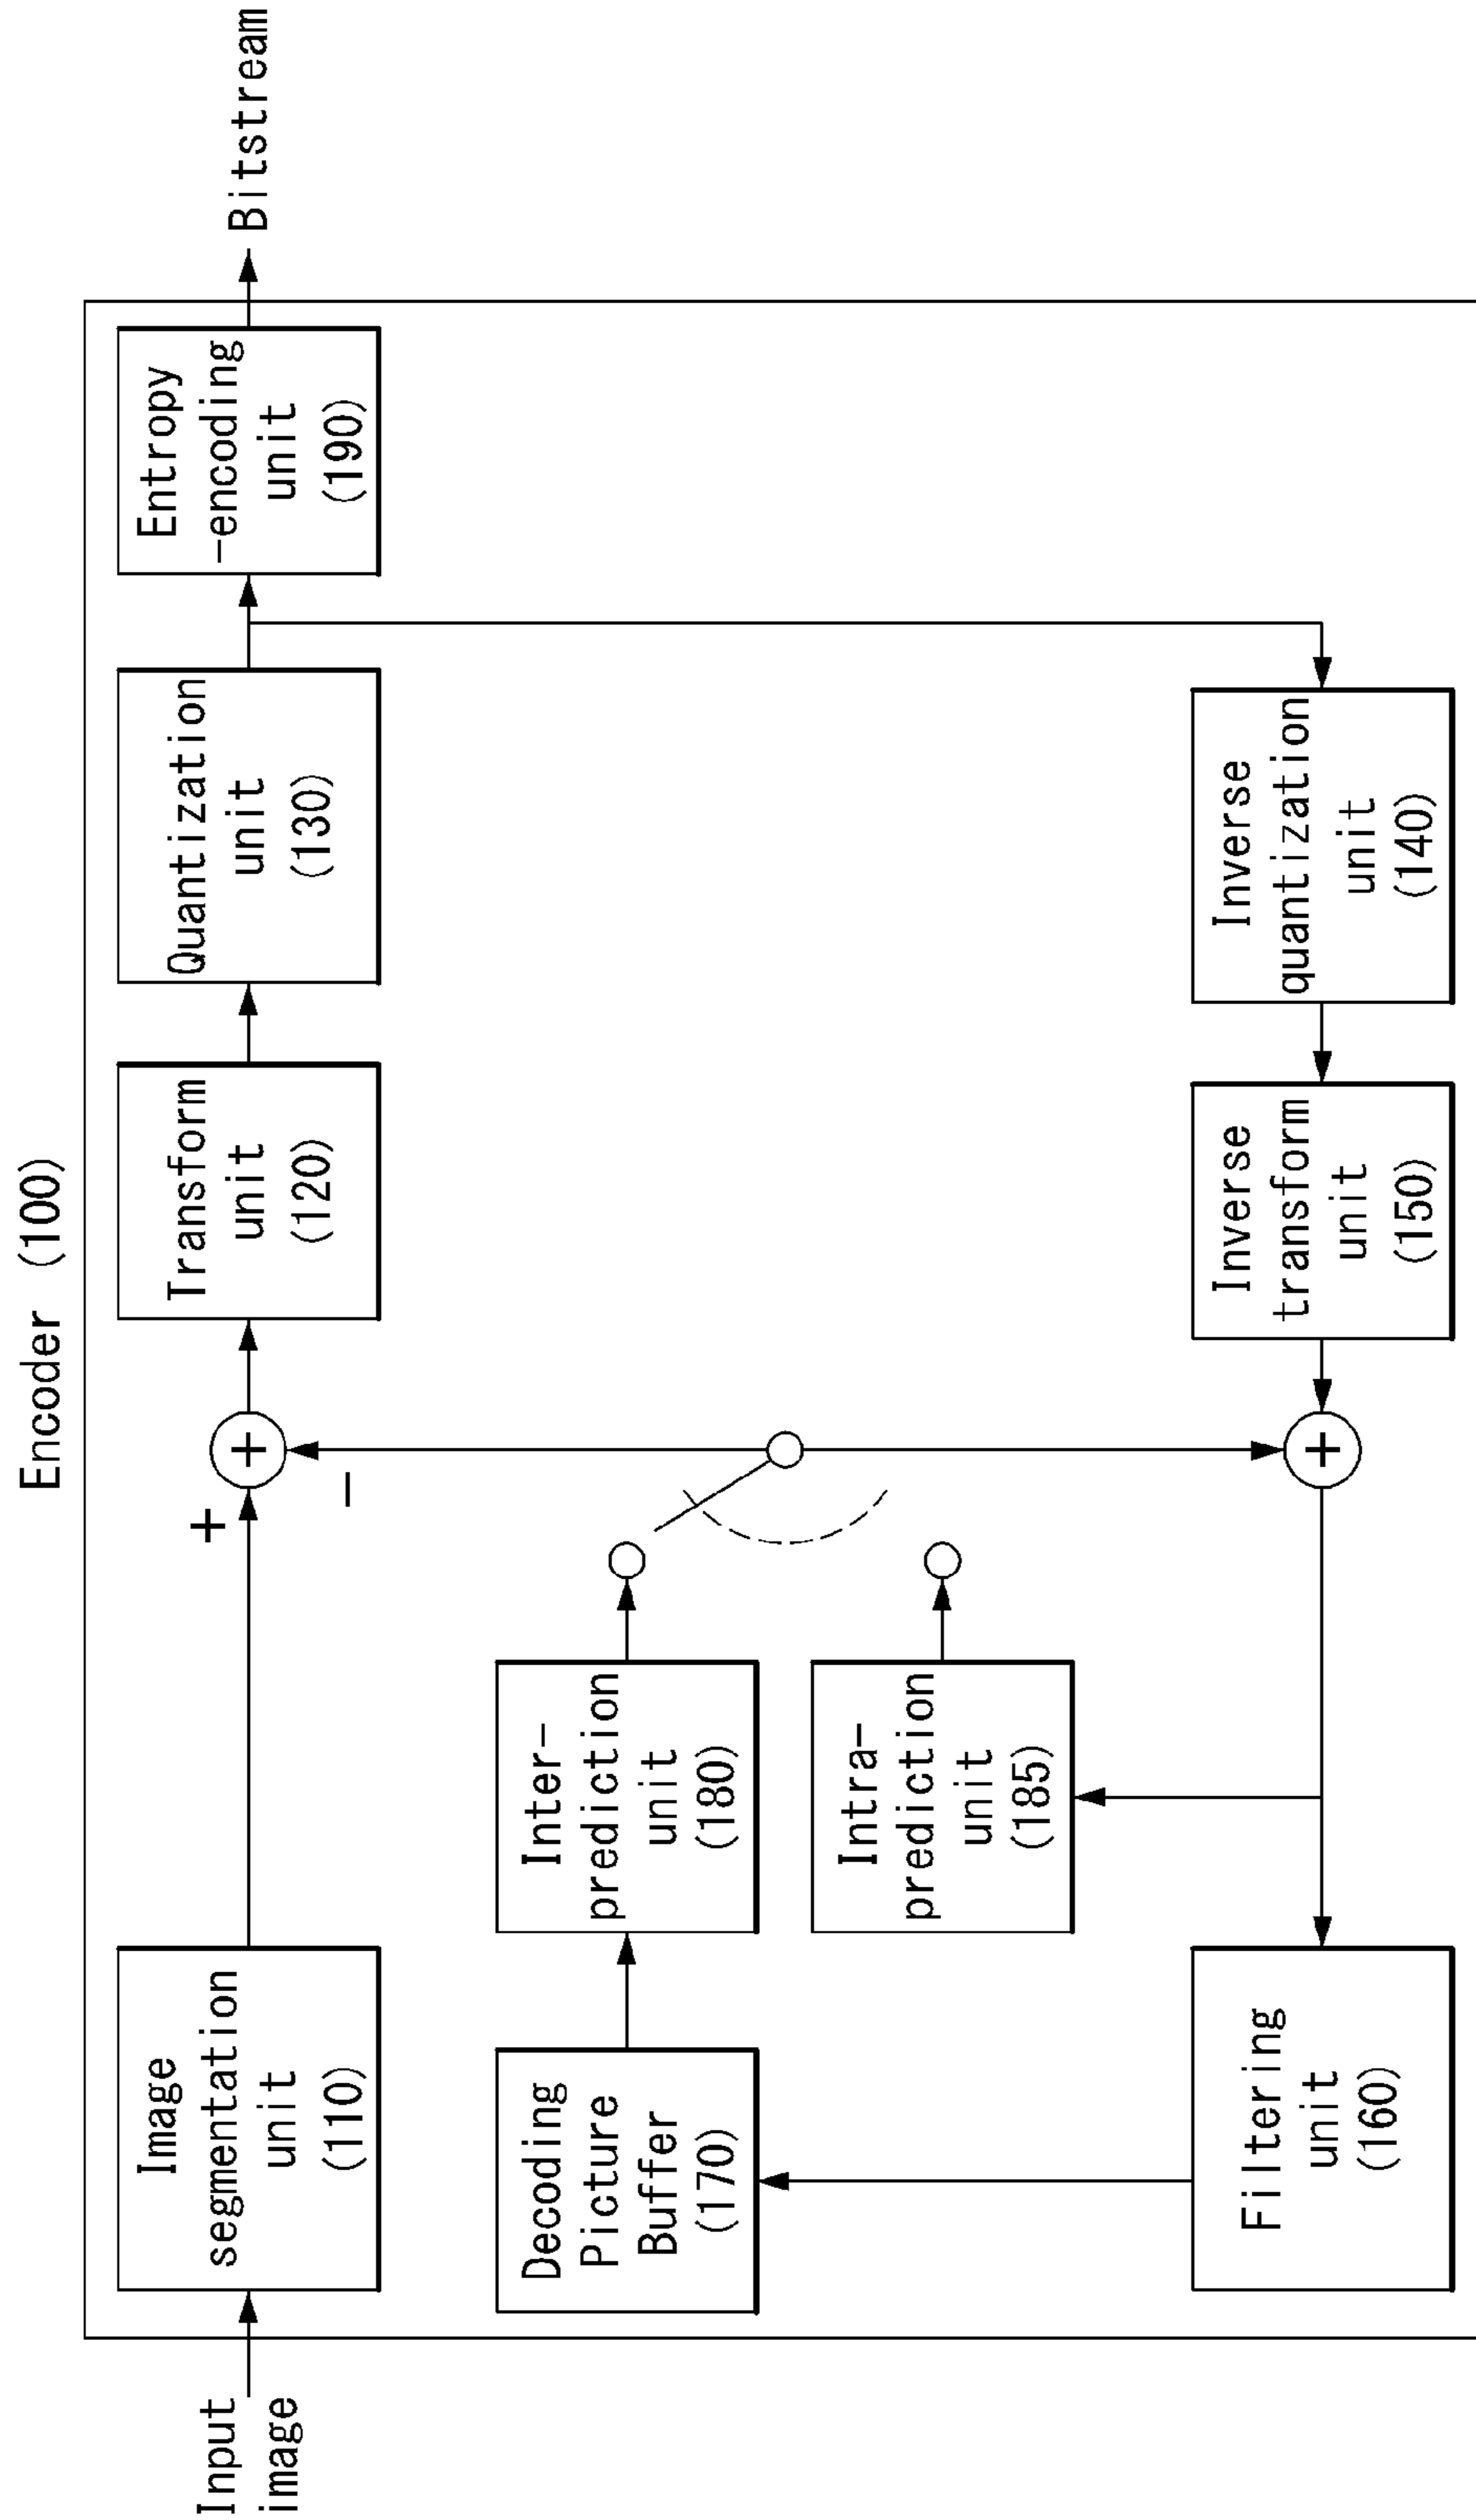 Encoder (100)
Input
image
Image
segmentation
unit
(110)
+
−
+
Transform
unit
(120)
Quantization
unit
(130)
Entropy
-encoding
unit
(190)
Bitstream
Decoding
Picture
Buffer
(170)
Inter-
prediction
unit
(180)
Intra-
prediction
unit
(185)
Filtering
unit
(160)
+
Inverse
transform
unit
(150)
Inverse
quantization
unit
(140)